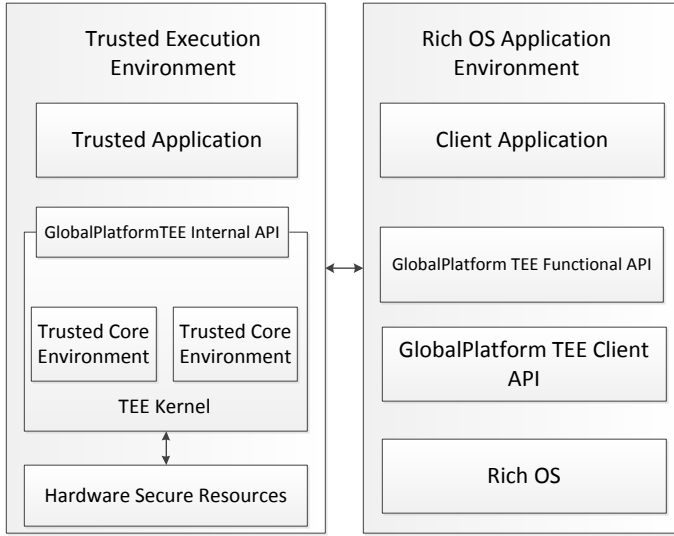 Trusted Execution
Environment
Trusted Application
GlobalPlatformTEE Internal API
Trusted Core
Environment
Trusted Core
Environment
TEE Kernel
Hardware Secure Resources
Rich OS Application
Environment
Client Application
GlobalPlatform TEE Functional API
GlobalPlatform TEE Client
API
Rich OS